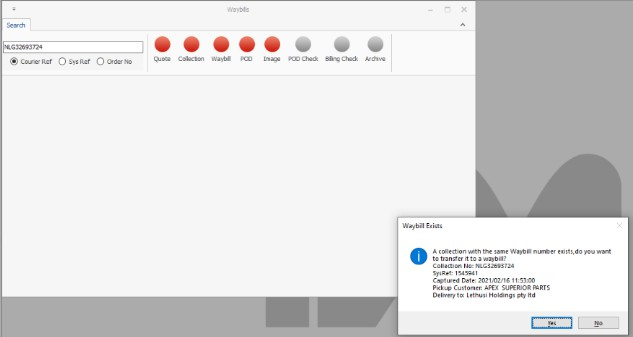 Waybills
Search
NLG32693724
Courier Ref Sys Ref Order No
Quote Collection Waybill POD Image POD Check Billing Check Archive
Waybill Exists
A collection with the same Waybill number exists,do you want
to transfer it to a waybill?
Collection No: NLG32693724
SysRef: 1545941
Captured Date: 2021/02/16 11:53:00
Pickup Customer: APEX SUPERIOR PARTS
Delivery to: Lethusi Holdings pty ltd
Yes No